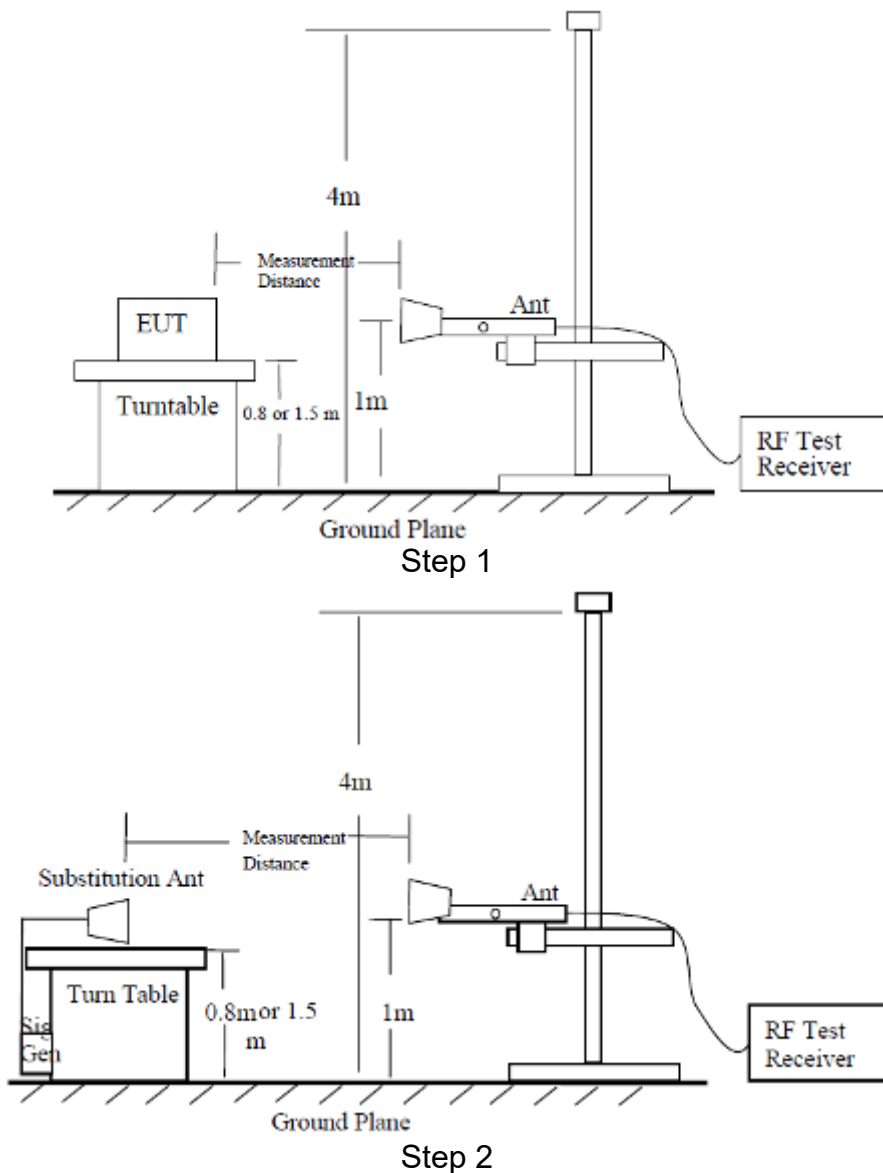 4m
Measurement
Distance
EUT
Ant
Turntable
0.8 or 1.5 m
1m
RF Test
Receiver
Ground Plane
Step 1
4m
Measurement
Distance
Substitution Ant
Ant
Turn Table
0.8m or 1.5
m
1m
Sig
Gen
RF Test
Receiver
Ground Plane
Step 2